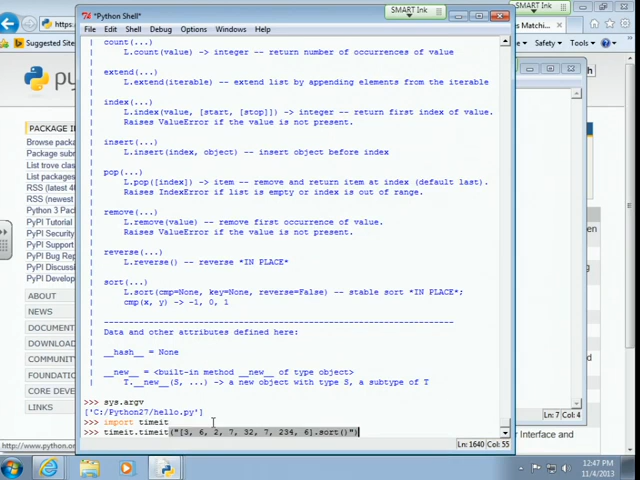 SMART Ink
SMART Ink
*Python Shell*
File Edit Shell Debug Options Windows Help
https:
es Matchin...
Suggested Sites
Safety Tools
count(...)
L.count(value) -> integer -- return number of occurrences of value
extend(...)
L.extend(iterable) -- extend list by appending elements from the iterable
index(...)
L.index(value, [start, [stop]]) -> integer -- return first index of value.
Raises ValueError if the value is not present.
insert(...)
L.insert(index, object) -- insert object before index
pop(...)
L.pop([index]) -> item -- remove and return item at index (default last).
Raises IndexError if list is empty or index is out of range.
remove(...)
L.remove(value) -- remove first occurrence of value.
Raises ValueError if the value is not present.
reverse(...)
L.reverse() -- reverse *IN PLACE*
sort(...)
L.sort(cmp=None, key=None, reverse=False) -- stable sort *IN PLACE*;
cmp(x, y) -> -1, 0, 1
----------------------------------------------------------------------
Data and other attributes defined here:
__hash__ = None
__new__ = <built-in method __new__ of type object>
T.__new__(S, ...) -> a new object with type S, a subtype of T
>>> sys.argv
['C:/Python27/hello.py']
>>> import timeit
>>> timeit.timeit("[3, 6, 2, 7, 32, 7, 234, 6].sort()")
Ln: 1640 Col: 55
PACKAGE IN
Browse packa
Package subm
List trove class
List packages
RSS (latest 4
RSS (newest
Python 3 Pack
PyPI Tutorial
PyPI Security
PyPI Support
PyPI Bug Rep
PyPI Discussi
PyPI Develop
ABOUT
NEWS
DOCUMENT
DOWNLOAD
COMMUNITY
FOUNDATION
CORE DEVE
LINKS
Ln: 7 Col: 4
Interface and
http://www.python.or
12:47 PM
11/4/2013